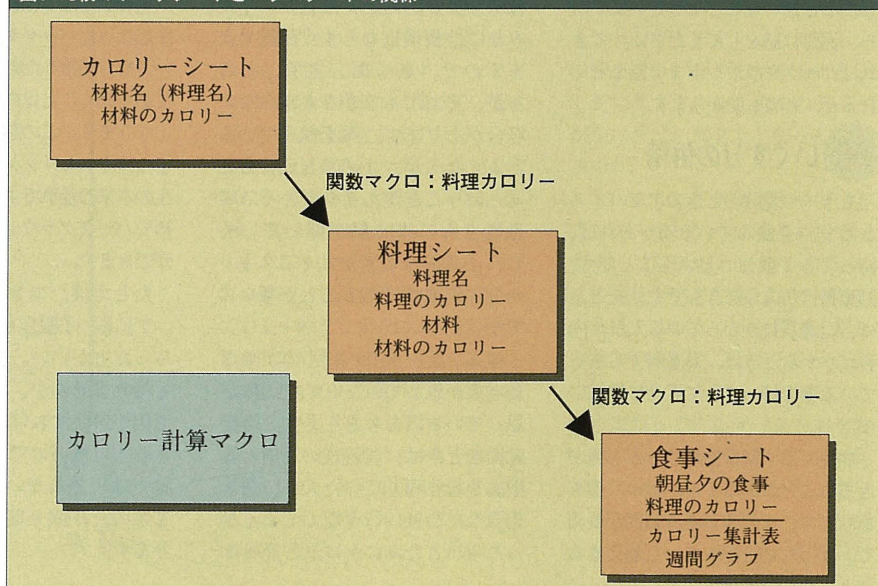 カロリーシート
材料名（料理名）
材料のカロリー
関数マクロ：料理カロリー
料理シート
料理名
料理のカロリー
材料
材料のカロリー
関数マクロ：料理カロリー
カロリー計算マクロ
食事シート
朝昼夕の食事
料理のカロリー
カロリー集計表
週間グラフ